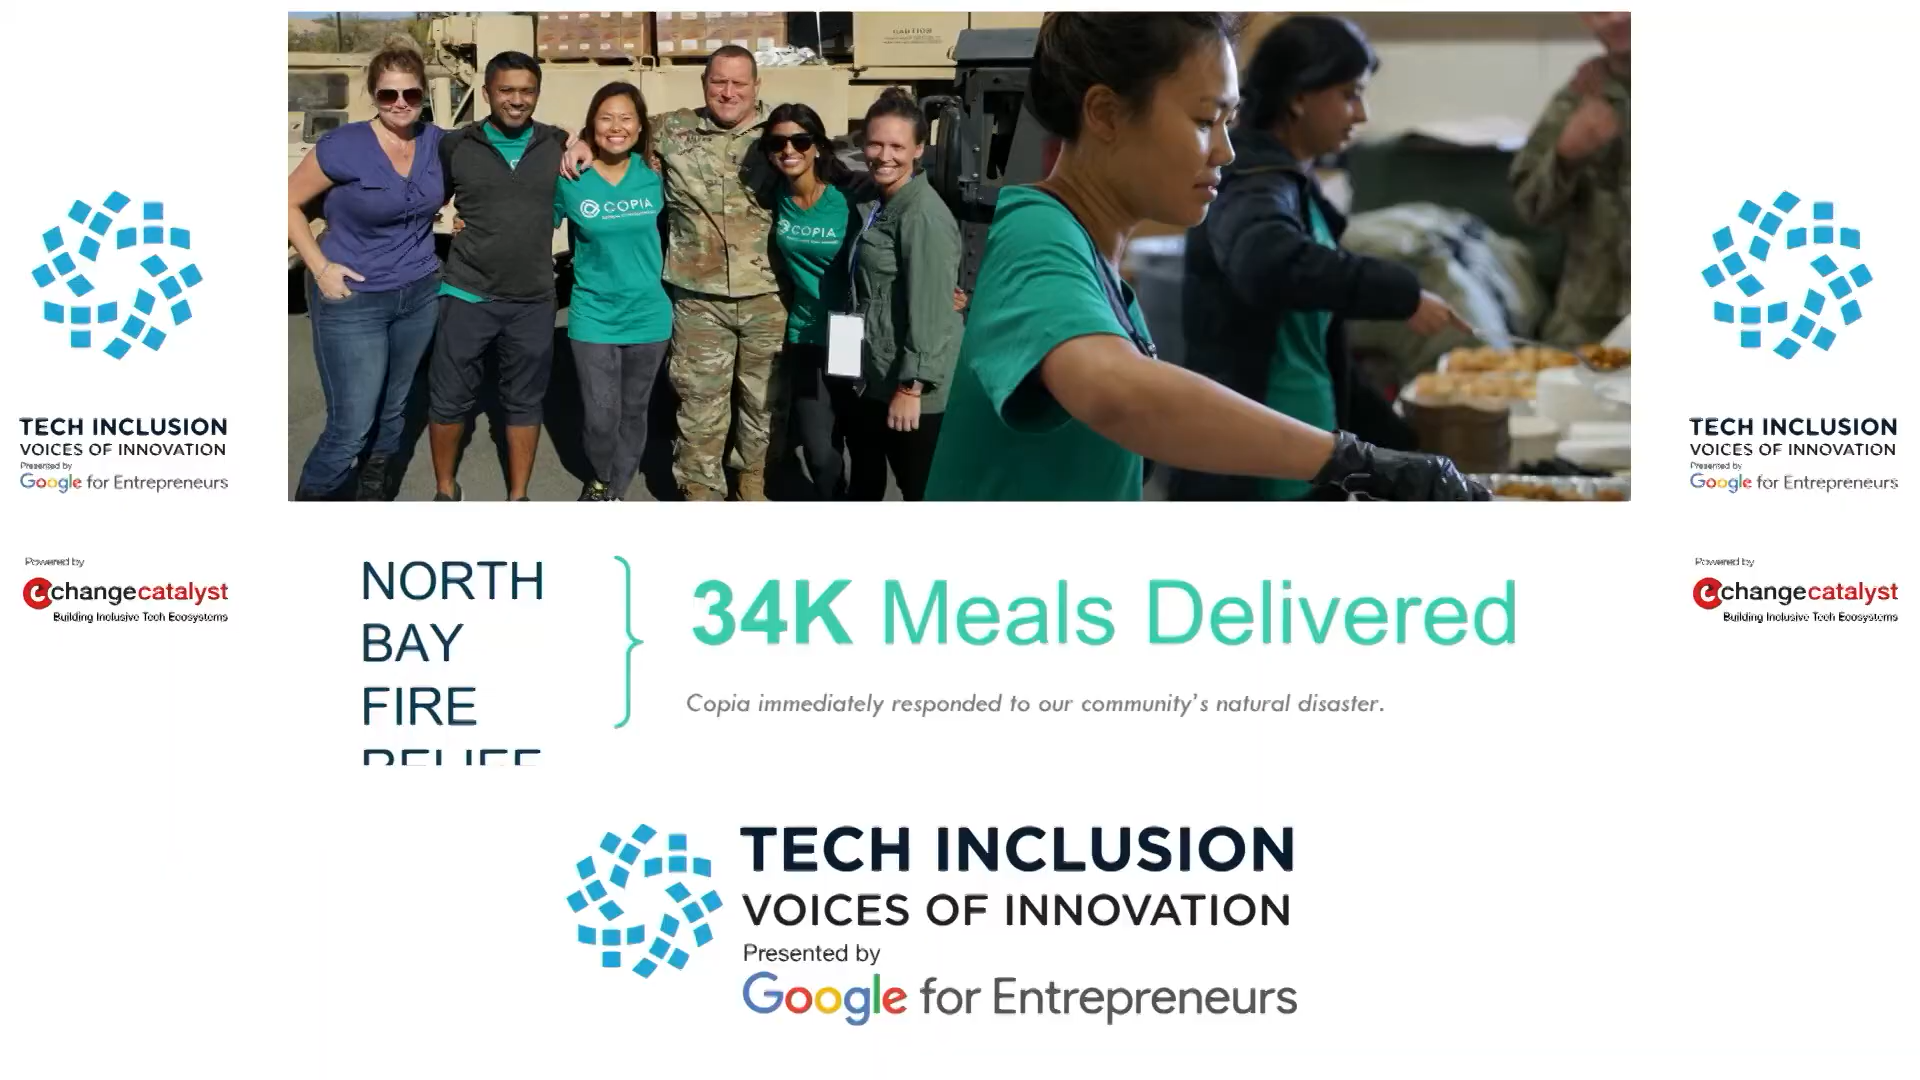 CAUTION
COPIA
COPIA
TECH INCLUSION
VOICES OF INNOVATION
Presented by
Google for Entrepreneurs
Powered by
changecatalyst
Building Inclusive Tech Ecosystems
TECH INCLUSION
VOICES OF INNOVATION
Presented by
Google for Entrepreneurs
Powered by
changecatalyst
Building Inclusive Tech Ecosystems
NORTH
BAY
FIRE
RELIEF
34K Meals Delivered
Copia immediately responded to our community's natural disaster.
TECH INCLUSION
VOICES OF INNOVATION
Presented by
Google for Entrepreneurs